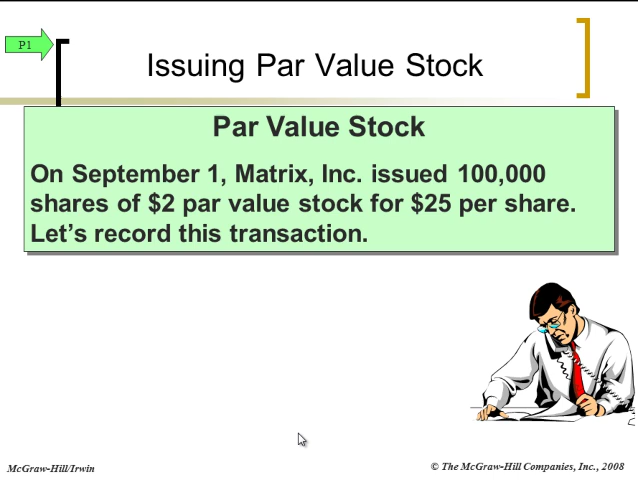 P1
Issuing Par Value Stock
Par Value Stock
On September 1, Matrix, Inc. issued 100,000
shares of $2 par value stock for $25 per share.
Let’s record this transaction.
McGraw-Hill/Irwin
© The McGraw-Hill Companies, Inc., 2008